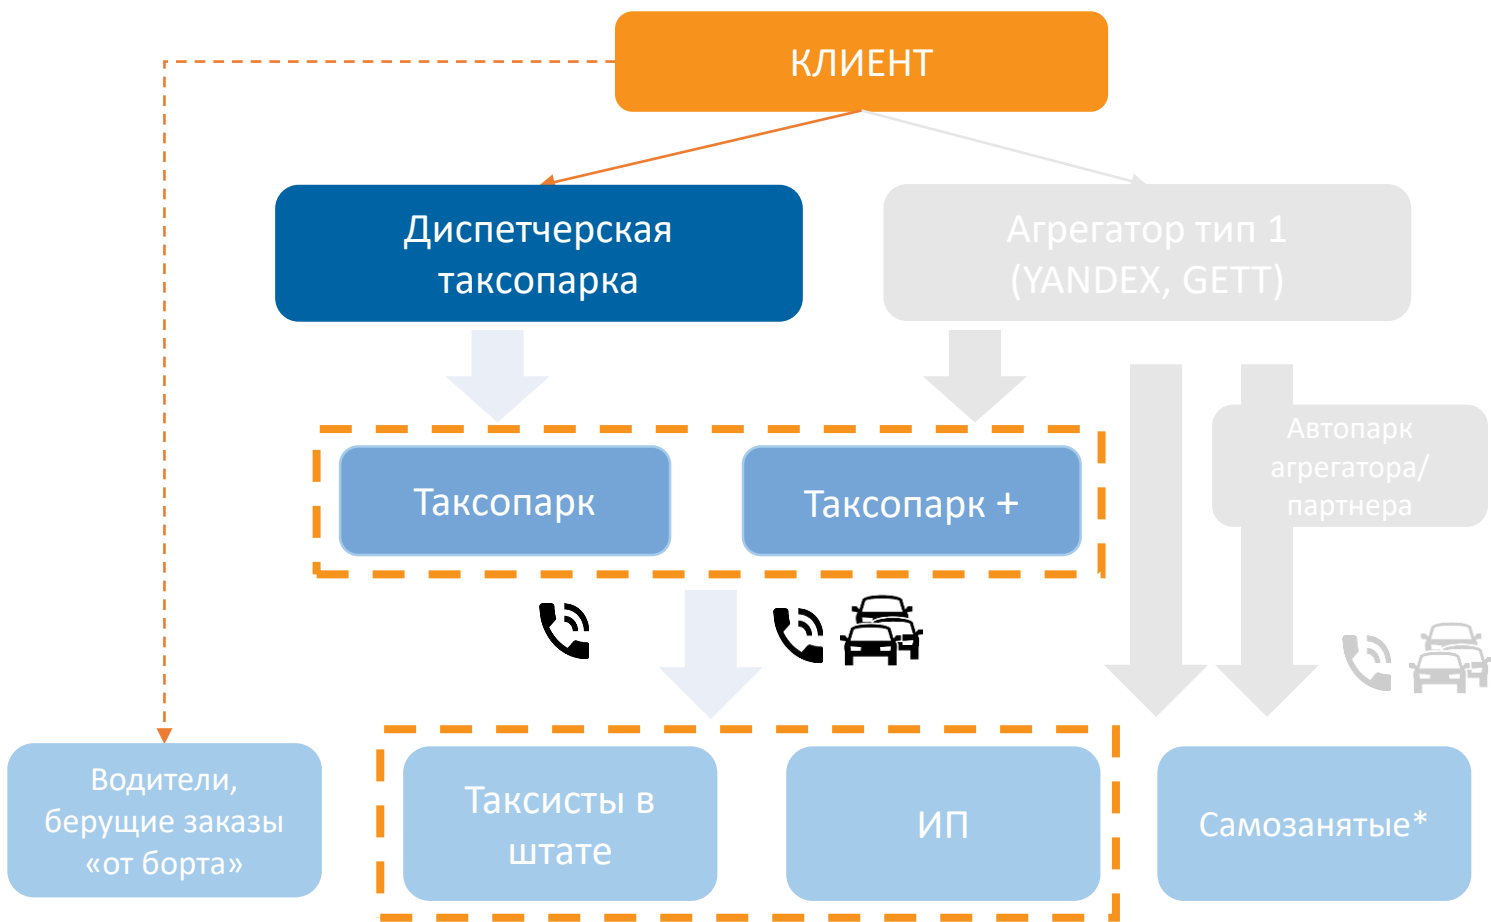 КЛИЕНТ
Диспетчерская
таксопарка
Агрегатор тип 1
(YANDEX, GETT)
Автопарк
агрегатора/
партнера
Таксопарк
Таксопарк +
Водители,
берущие заказы
«от борта»
Таксисты в
штате
ИП
Самозанятые*